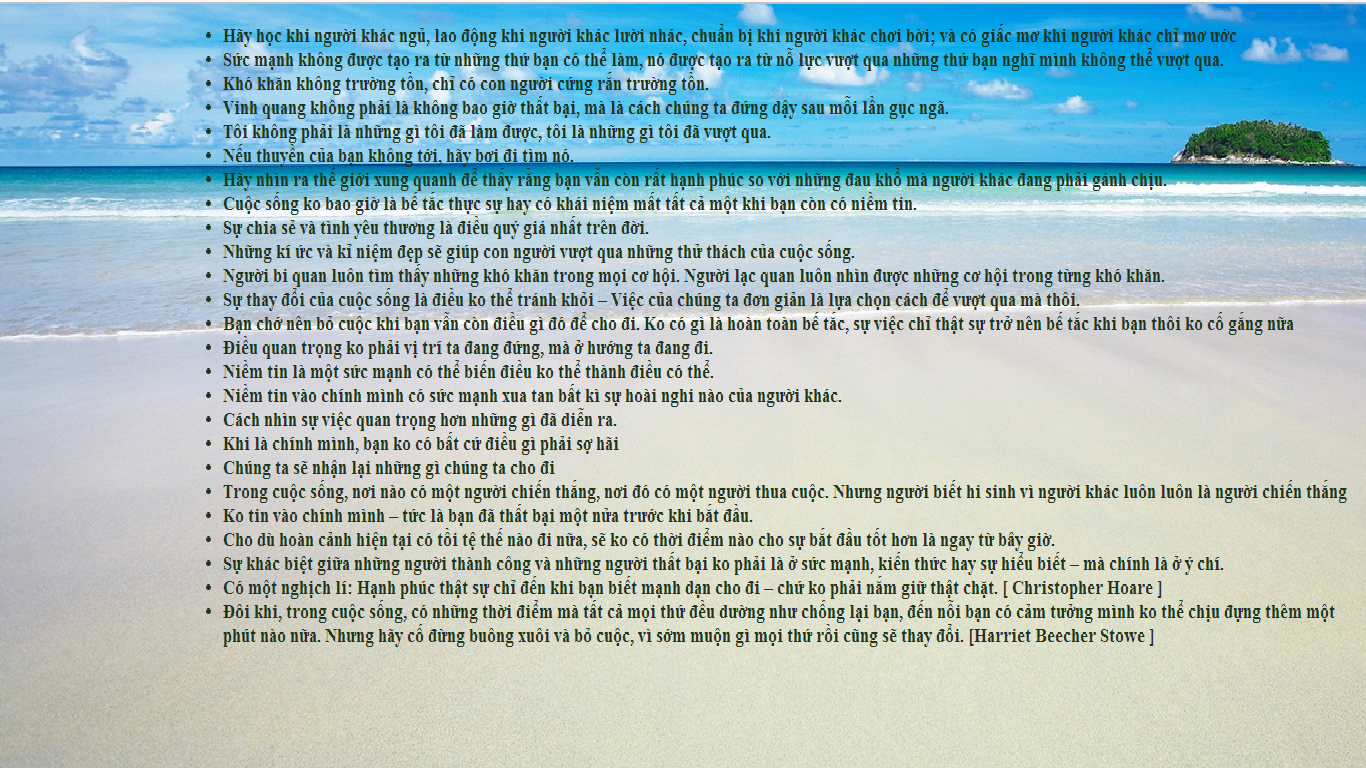 • Hãy học khi người khác ngủ, lao động khi người khác lười nhác, chuẩn bị khi người khác chơi bời; và có giấc mơ khi người khác chỉ mơ ước
• Sức mạnh không được tạo ra từ những thứ bạn có thể làm, nó được tạo ra từ nỗ lực vượt qua những thứ bạn nghĩ mình không thể vượt qua.
• Khó khăn không trường tồn, chỉ có con người cứng rắn trường tồn.
• Vinh quang không phải là không bao giờ thất bại, mà là cách chúng ta đứng dậy sau mỗi lần gục ngã.
• Tôi không phải là những gì tôi đã làm được, tôi là những gì tôi đã vượt qua.
• Nếu thuyền của bạn không tới, hãy bơi đi tìm nó.
• Hãy nhìn ra thế giới xung quanh để thấy rằng bạn vẫn còn rất hạnh phúc so với những đau khổ mà người khác đang phải gánh chịu.
• Cuộc sống ko bao giờ là bế tắc thực sự hay có khái niệm mất tất cả một khi bạn còn có niềm tin.
• Sự chia sẻ và tình yêu thương là điều quý giá nhất trên đời.
• Những kí ức và kỉ niệm đẹp sẽ giúp con người vượt qua những thử thách của cuộc sống.
• Người bi quan luôn tìm thấy những khó khăn trong mọi cơ hội. Người lạc quan luôn nhìn được những cơ hội trong từng khó khăn.
• Sự thay đổi của cuộc sống là điều ko thể tránh khỏi – Việc của chúng ta đơn giản là lựa chọn cách để vượt qua mà thôi.
• Bạn chớ nên bỏ cuộc khi bạn vẫn còn điều gì đó để cho đi. Ko có gì là hoàn toàn bế tắc, sự việc chỉ thật sự trở nên bế tắc khi bạn thôi ko cố gắng nữa
• Điều quan trọng ko phải vị trí ta đang đứng, mà ở hướng ta đang đi.
• Niềm tin là một sức mạnh có thể biến điều ko thể thành điều có thể.
• Niềm tin vào chính mình có sức mạnh xua tan bất kì sự hoài nghi nào của người khác.
• Cách nhìn sự việc quan trọng hơn những gì đã diễn ra.
• Khi là chính mình, bạn ko có bất cứ điều gì phải sợ hãi
• Chúng ta sẽ nhận lại những gì chúng ta cho đi
• Trong cuộc sống, nơi nào có một người chiến thắng, nơi đó có một người thua cuộc. Nhưng người biết hi sinh vì người khác luôn luôn là người chiến thắng
• Ko tin vào chính mình – tức là bạn đã thất bại một nửa trước khi bắt đầu.
• Cho dù hoàn cảnh hiện tại có tồi tệ thế nào đi nữa, sẽ ko có thời điểm nào cho sự bắt đầu tốt hơn là ngay từ bây giờ.
• Sự khác biệt giữa những người thành công và những người thất bại ko phải là ở sức mạnh, kiến thức hay sự hiểu biết – mà chính là ở ý chí.
• Có một nghịch lí: Hạnh phúc thật sự chỉ đến khi bạn biết mạnh dạn cho đi – chứ ko phải nắm giữ thật chặt. [ Christopher Hoare ]
• Đôi khi, trong cuộc sống, có những thời điểm mà tất cả mọi thứ đều dường như chống lại bạn, đến nỗi bạn có cảm tưởng mình ko thể chịu đựng thêm một
phút nào nữa. Nhưng hãy cố đừng buông xuôi và bỏ cuộc, vì sớm muộn gì mọi thứ rồi cũng sẽ thay đổi. [Harriet Beecher Stowe ]